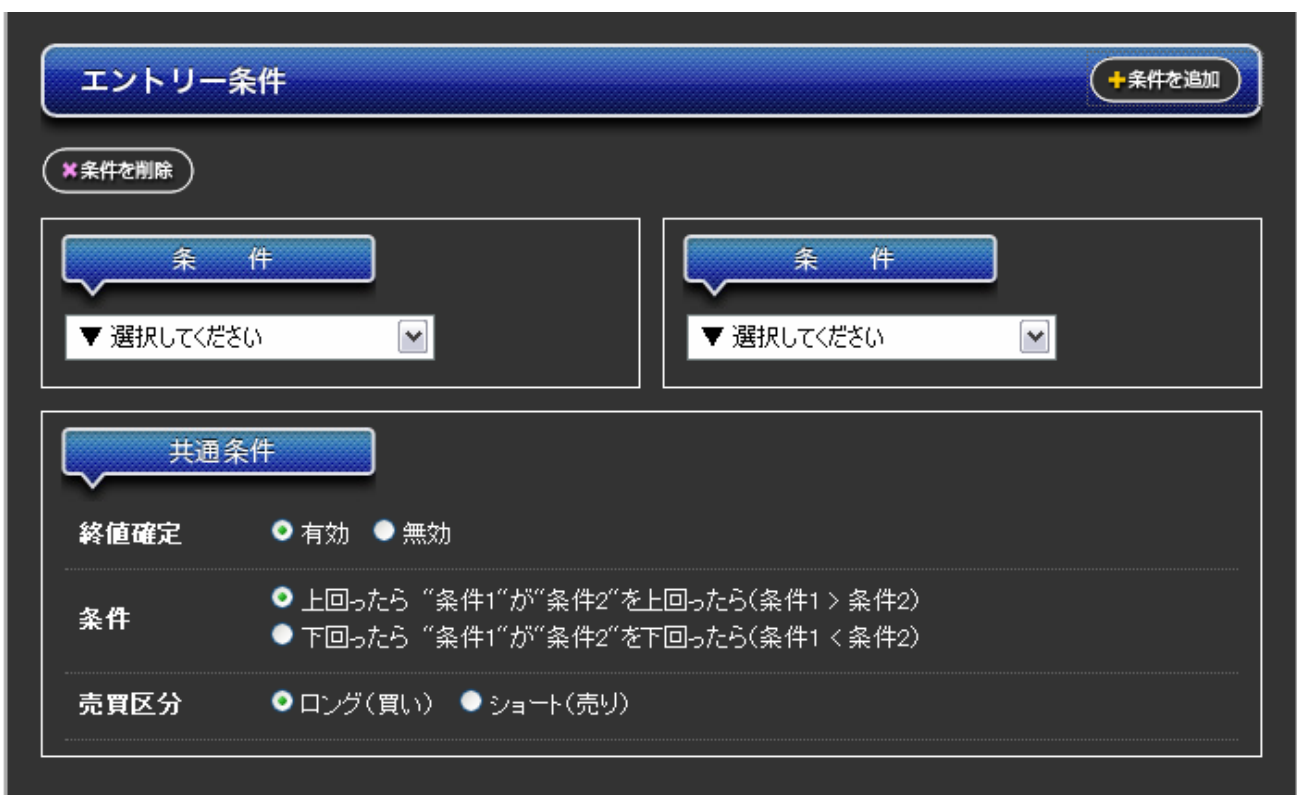 エントリー条件
+条件を追加
×条件を削除
条 件
▼ 選択してください
条 件
▼ 選択してください
共通条件
終値確定 有効 無効
条件 上回ったら “条件1”が“条件2”を上回ったら(条件1 > 条件2)
下回ったら “条件1”が“条件2”を下回ったら(条件1 < 条件2)
売買区分 ロング(買い) ショート(売り)